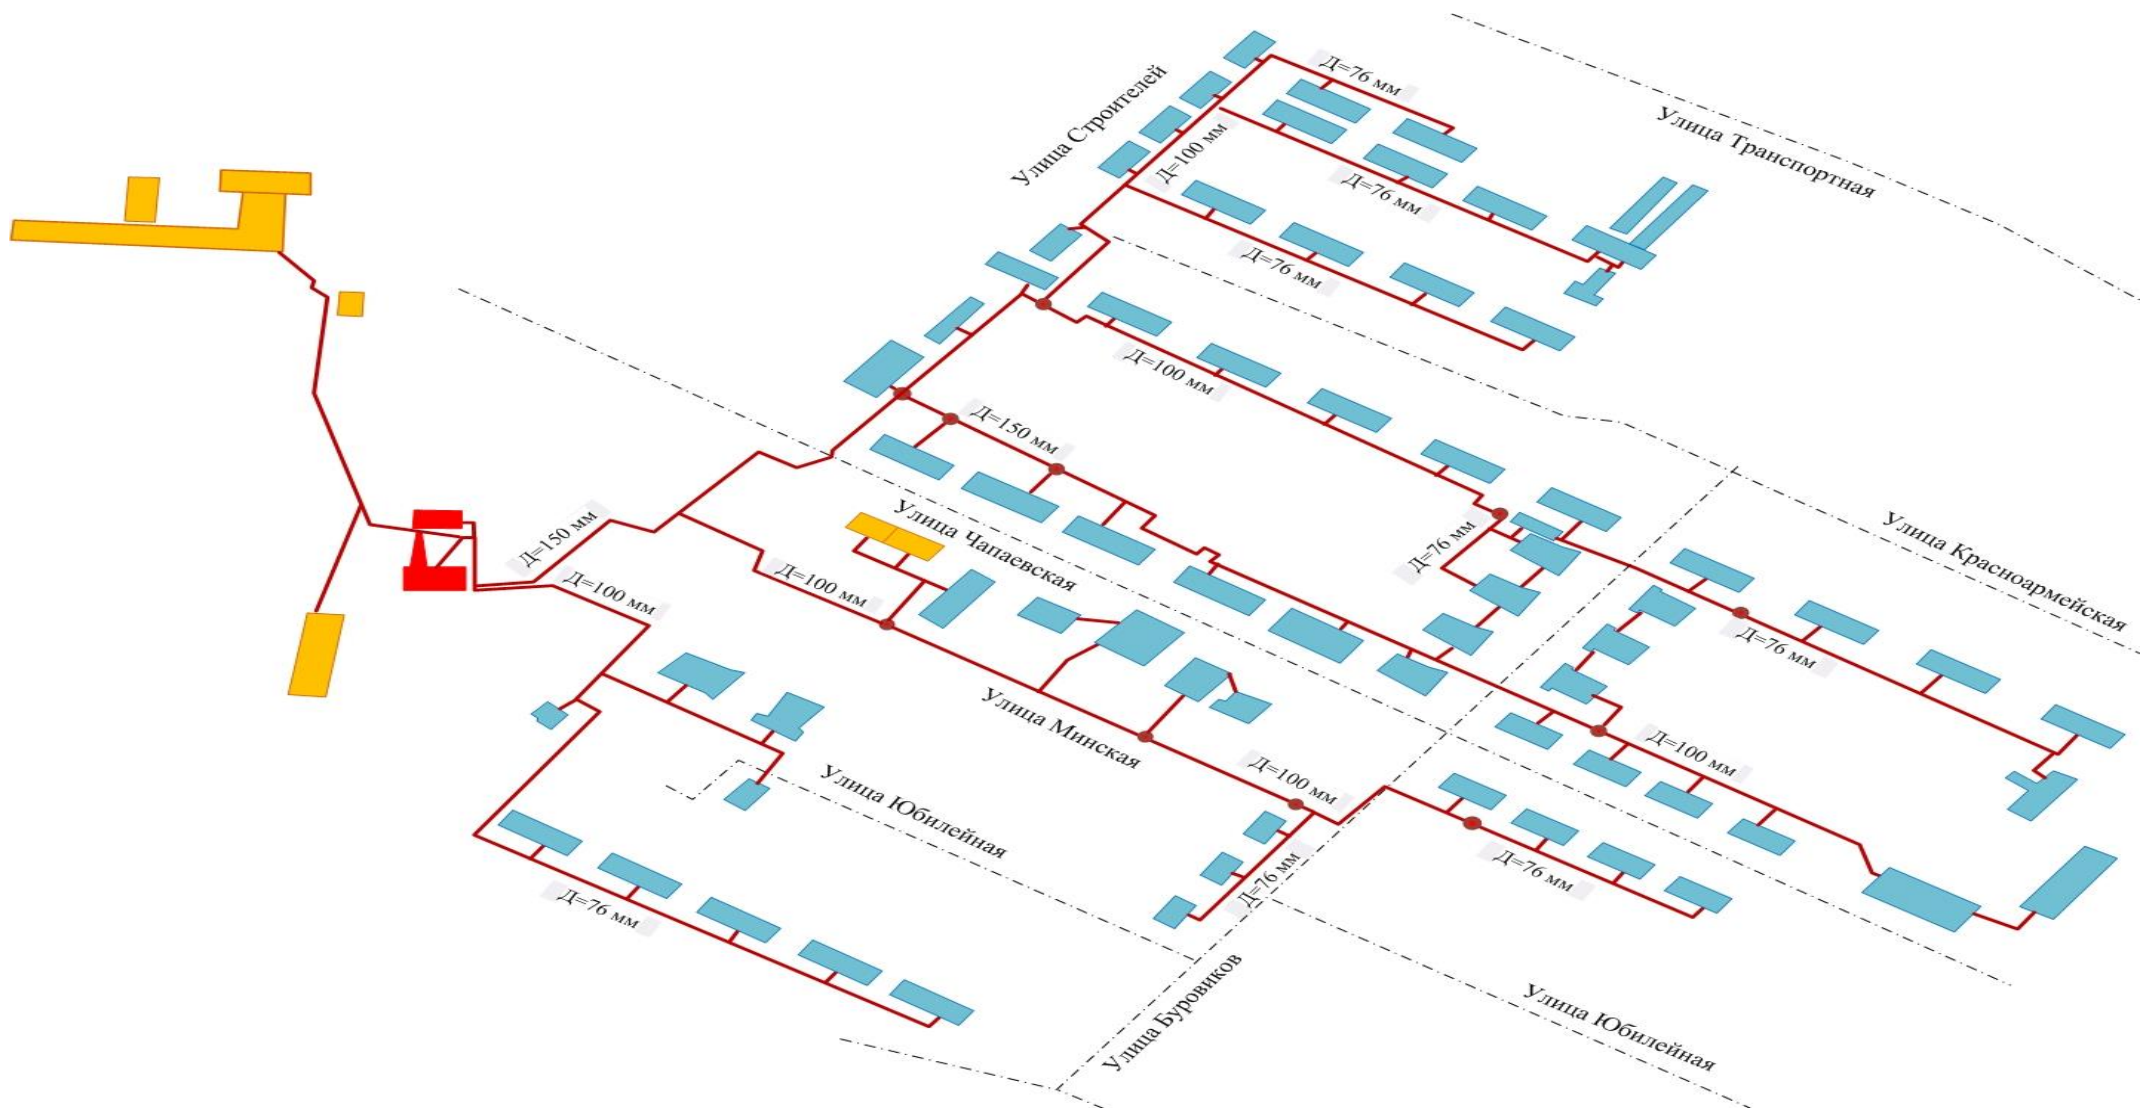 Д=76 мм
Улица Строителей
Улица Транспортная
Д=100 мм
Д=76 мм
Д=76 мм
Д=100 мм
Д=150 мм
Улица Чапаевская
Д=76 мм
Д=150 мм
Улица Красноармейская
Д=100 мм
Д=100 мм
Д=76 мм
Улица Минская
Д=100 мм
Д=100 мм
Улица Юбилейная
Д=76 мм
Д=76 мм
Д=76 мм
Улица Буровиков
Улица Юбилейная